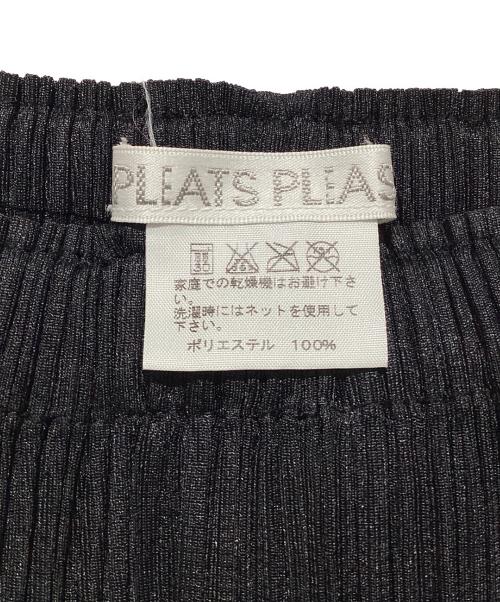 PLEATS PLEAS
30
家庭での乾燥機はお避け下さ
い。
洗濯時にはネットを使用して
下さい。
ポリエステル 100%